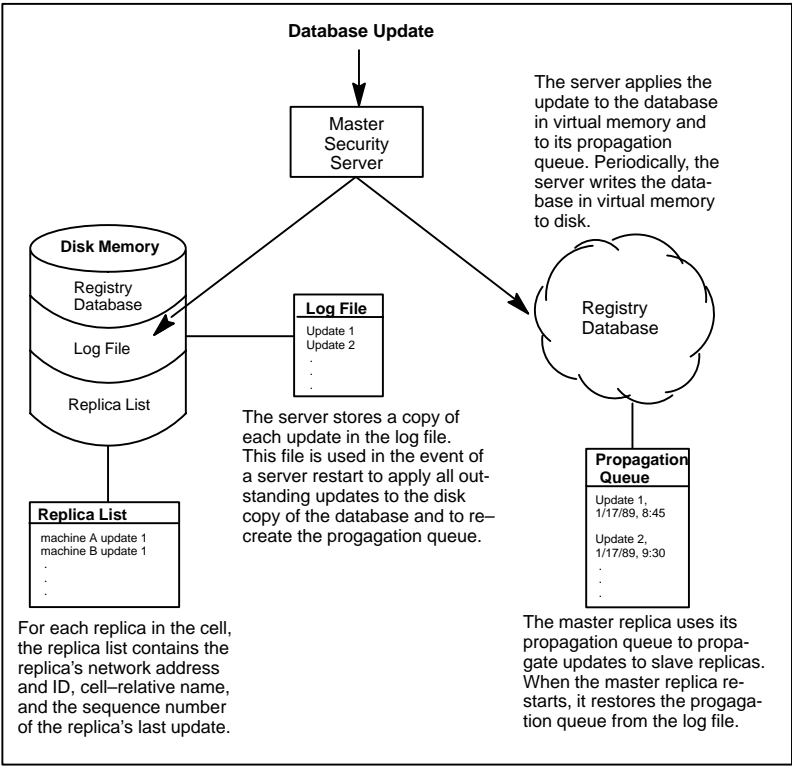 Database Update
Master
Security
Server
The server applies the
update to the database
in virtual memory and
to its propagation
queue. Periodically, the
server writes the data-
base in virtual memory
to disk.
Disk Memory
Registry
Database
Log File
Replica List
Log File
Update 1
Update 2
.
.
.
Registry
Database
The server stores a copy of
each update in the log file.
This file is used in the event of
a server restart to apply all out-
standing updates to the disk
copy of the database and to re–
create the progagation queue.
Replica List
machine A update 1
machine B update 1
.
.
.
For each replica in the cell,
the replica list contains the
replica's network address
and ID, cell–relative name,
and the sequence number
of the replica's last update.
Propagation
Queue
Update 1,
1/17/89, 8:45
Update 2,
1/17/89, 9:30
.
.
.
The master replica uses its
propagation queue to propa-
gate updates to slave replicas.
When the master replica re-
starts, it restores the progaga-
tion queue from the log file.